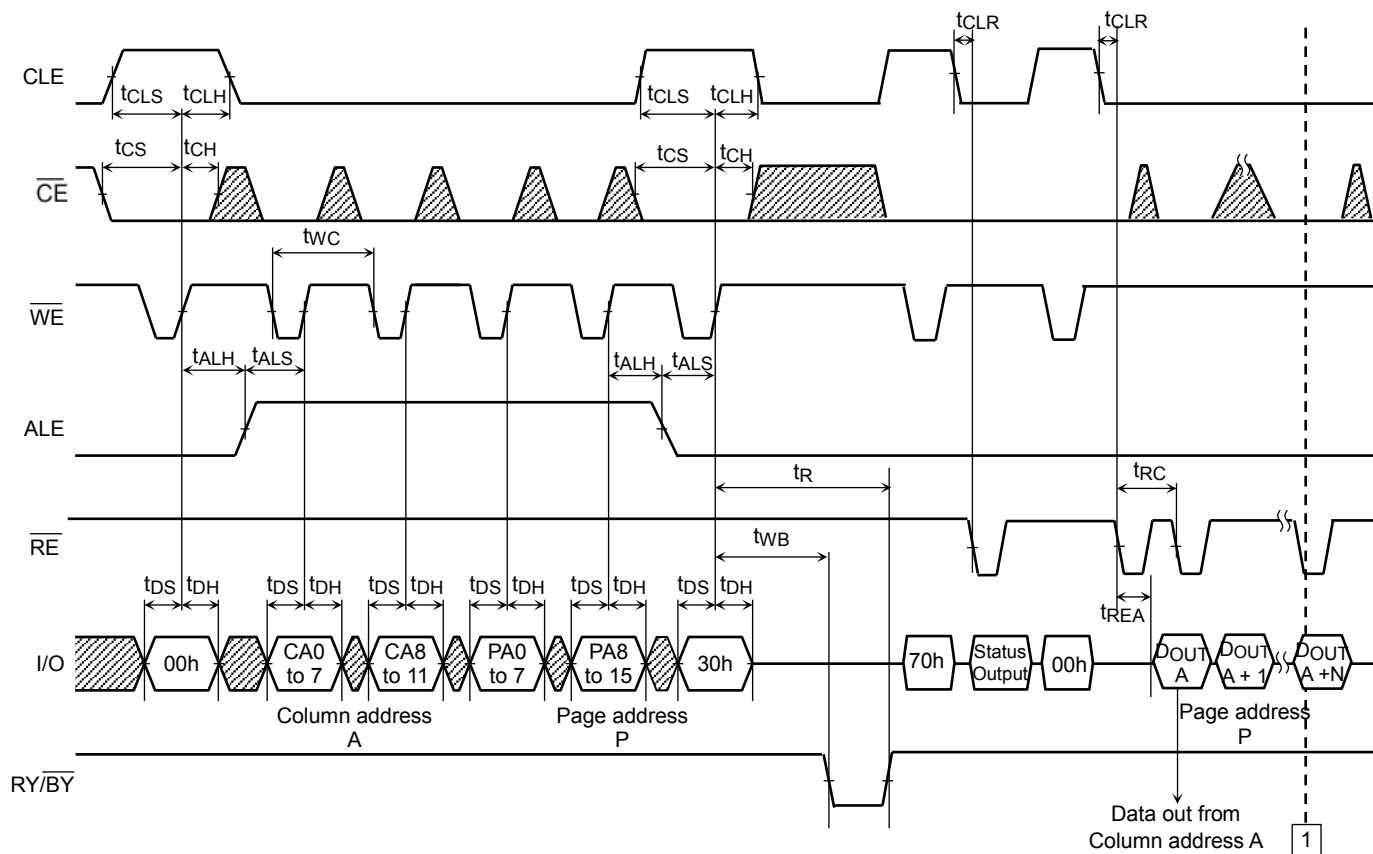 tCLR tCLR
CLE
tCLS tCLH tCLS tCLH
tCS tCH tCS tCH
CE
tWC
WE
tALH tALS tALH tALS
ALE
tR tRC
RE
tWB
tDS tDH tDS tDH tDS tDH tDS tDH tDS tDH tDS tDH
tREA
I/O
00h
CA0
to 7
CA8
to 11
PA0
to 7
PA8
to 15
30h
70h
Status
Output
00h
DOUT
A
DOUT
A + 1
DOUT
A +N
Column address
A
Page address
P
Page address
P
RY/BY
Data out from
Column address A
1